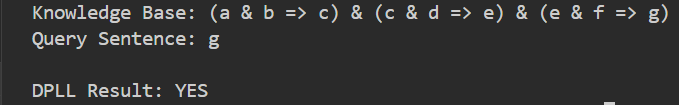 Knowledge Base: (a & b => c) & (c & d => e) & (e & f => g)
Query Sentence: g
DPLL Result: YES